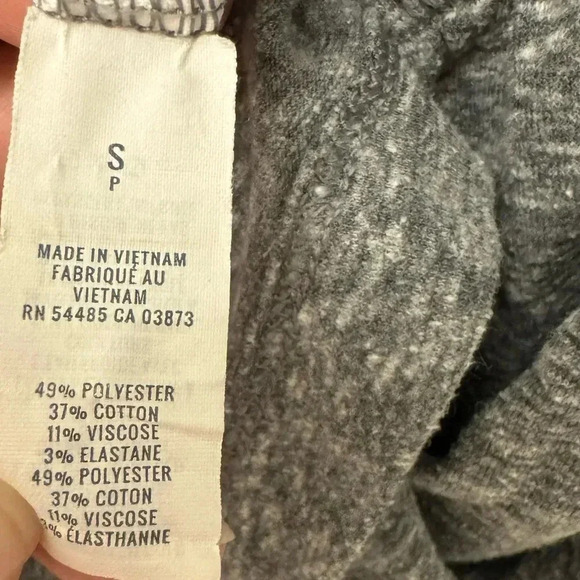 S
P
MADE IN VIETNAM
FABRIQUÉ AU
VIETNAM
RN 54485 CA 03873
49% POLYESTER
37% COTTON
11% VISCOSE
3% ELASTANE
49% POLYESTER
37% COTON
11% VISCOSE
3% ÉLASTHANNE